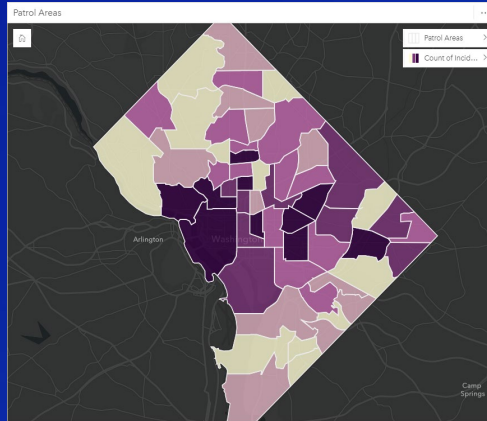 Patrol Areas
Patrol Areas
Count of Incid...
Arlington
Washington
Camp
Springs